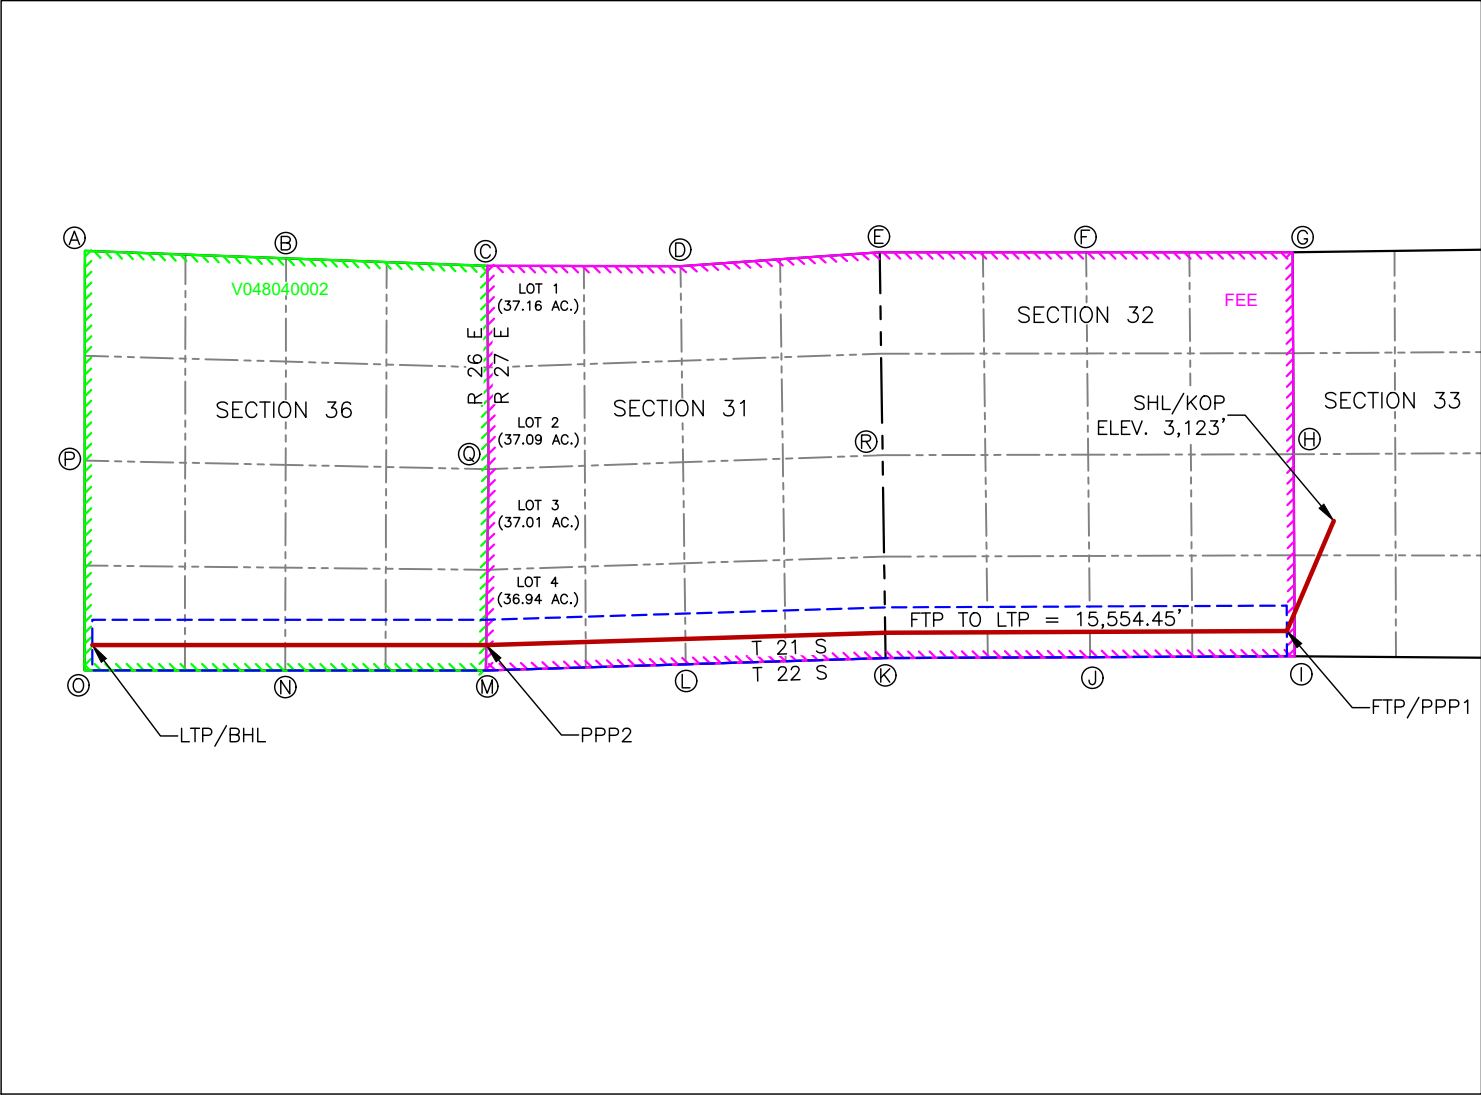 A
B
C
D
E
F
G
V048040002
LOT 1
(37.16 AC.)
FEE
SECTION 32
R 26 E
R 27 E
SECTION 36
SECTION 31
SECTION 33
SHL/KOP
ELEV. 3,123'
LOT 2
(37.09 AC.)
P
Q
R
H
LOT 3
(37.01 AC.)
LOT 4
(36.94 AC.)
FTP TO LTP = 15,554.45'
T 21 S
T 22 S
O
N
M
L
K
J
I
LTP/BHL
PPP2
FTP/PPP1